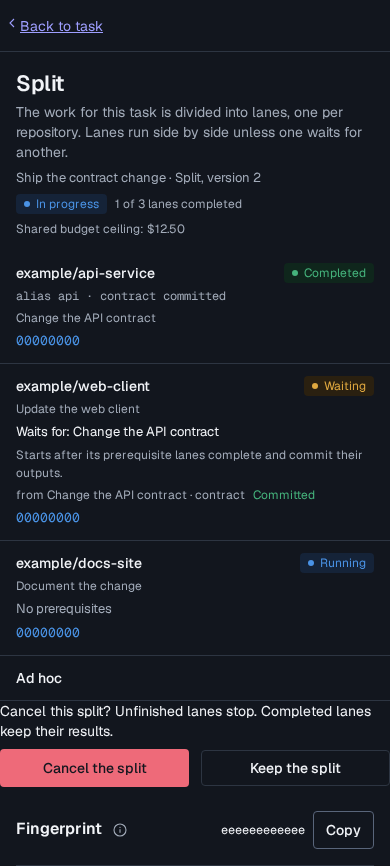 Back to task
Split
The work for this task is divided into lanes, one per
repository. Lanes run side by side unless one waits for
another.
Ship the contract change · Split, version 2
In progress 1 of 3 lanes completed
Shared budget ceiling: $12.50
example/api-service Completed
alias api · contract committed
Change the API contract
00000000
example/web-client Waiting
Update the web client
Waits for: Change the API contract
Starts after its prerequisite lanes complete and commit their
outputs.
from Change the API contract · contract Committed
00000000
example/docs-site Running
Document the change
No prerequisites
00000000
Ad hoc
Cancel this split? Unfinished lanes stop. Completed lanes
keep their results.
Cancel the split Keep the split
Fingerprint eeeeeeeeeeee Copy